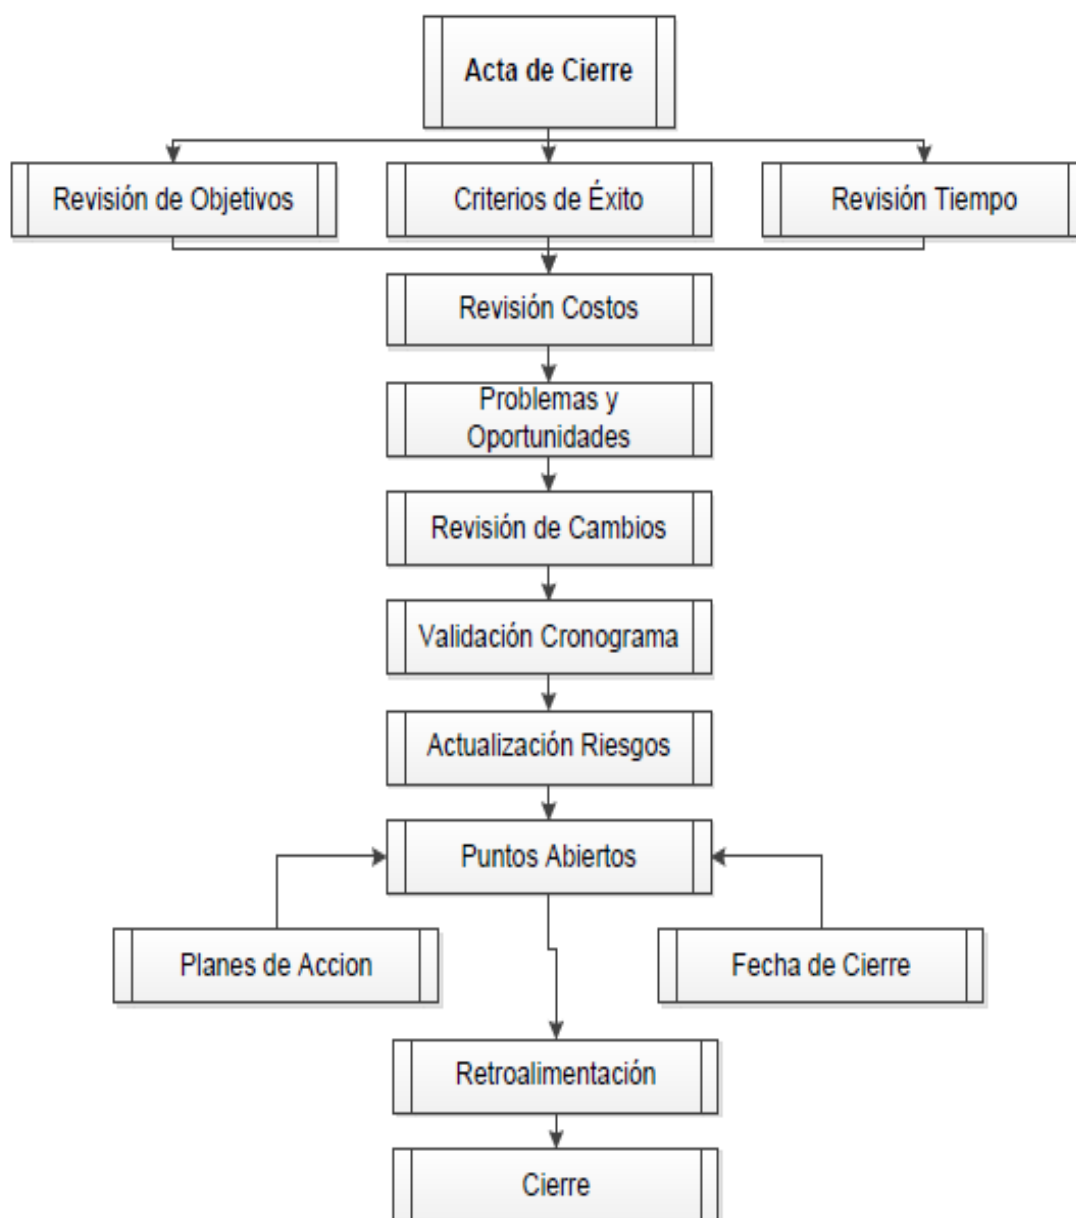 Acta de Cierre
Revisión de Objetivos
Criterios de Éxito
Revisión Tiempo
Revisión Costos
Problemas y
Oportunidades
Revisión de Cambios
Validación Cronograma
Actualización Riesgos
Puntos Abiertos
Planes de Accion
Fecha de Cierre
Retroalimentación
Cierre